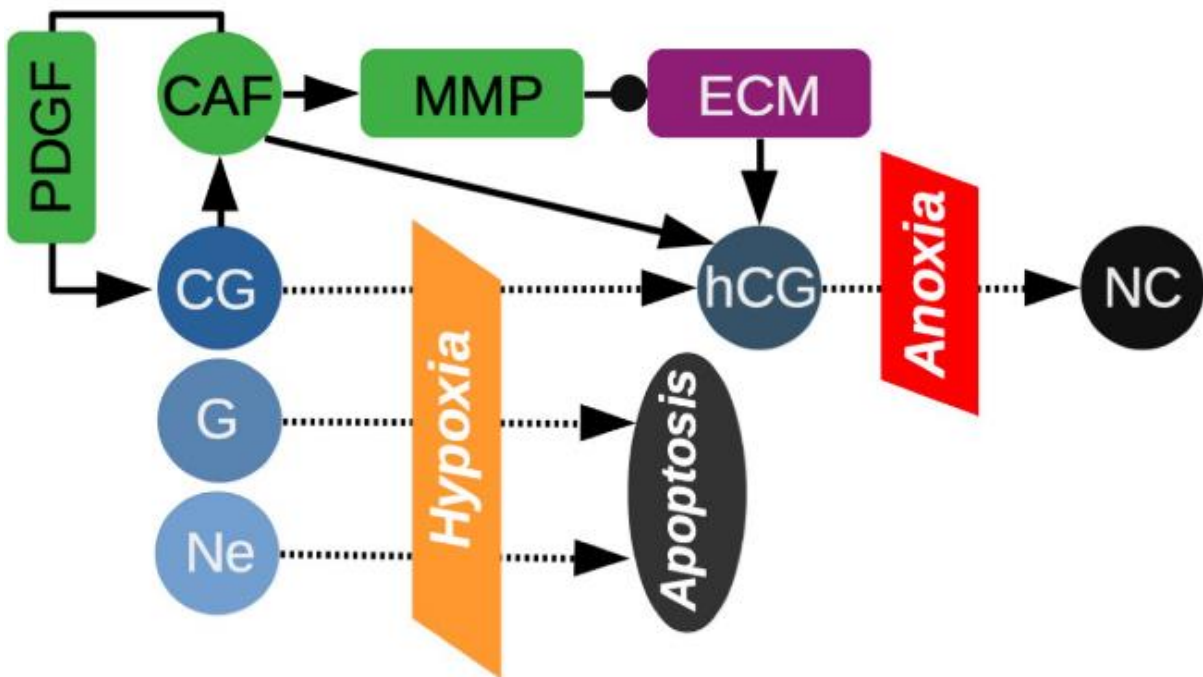 PDGF
CAF
MMP
ECM
CG
hCG
NC
G
Ne
Hypoxia
Anoxia
Apoptosis